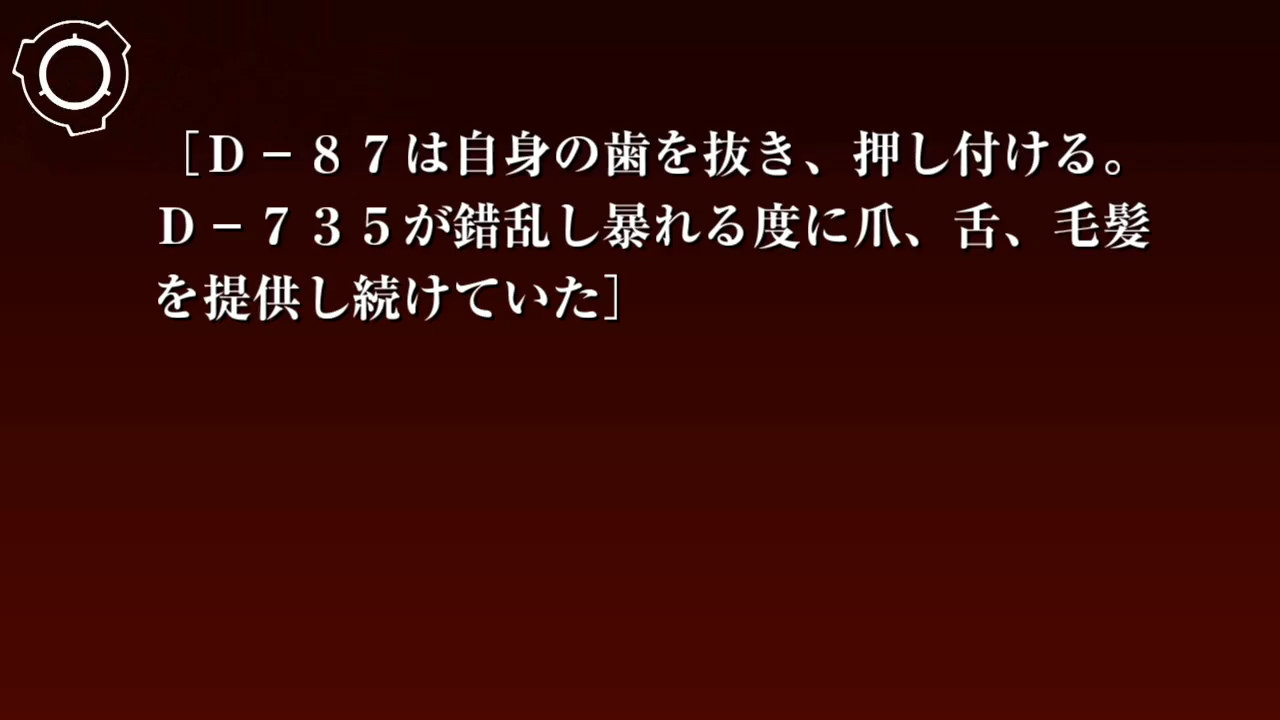 ［Ｄ－８７は自身の歯を抜き、押し付ける。
Ｄ－７３５が錯乱し暴れる度に爪、舌、毛髪
を提供し続けていた］